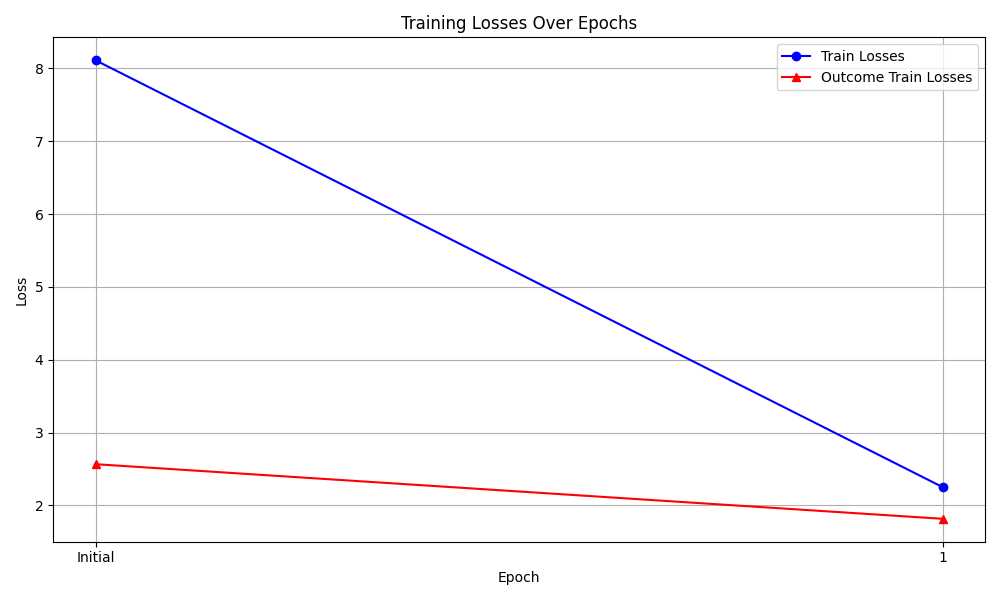 Training Losses Over Epochs
Train Losses
Outcome Train Losses
8
7
6
5
4
3
2
Loss
Initial
1
Epoch